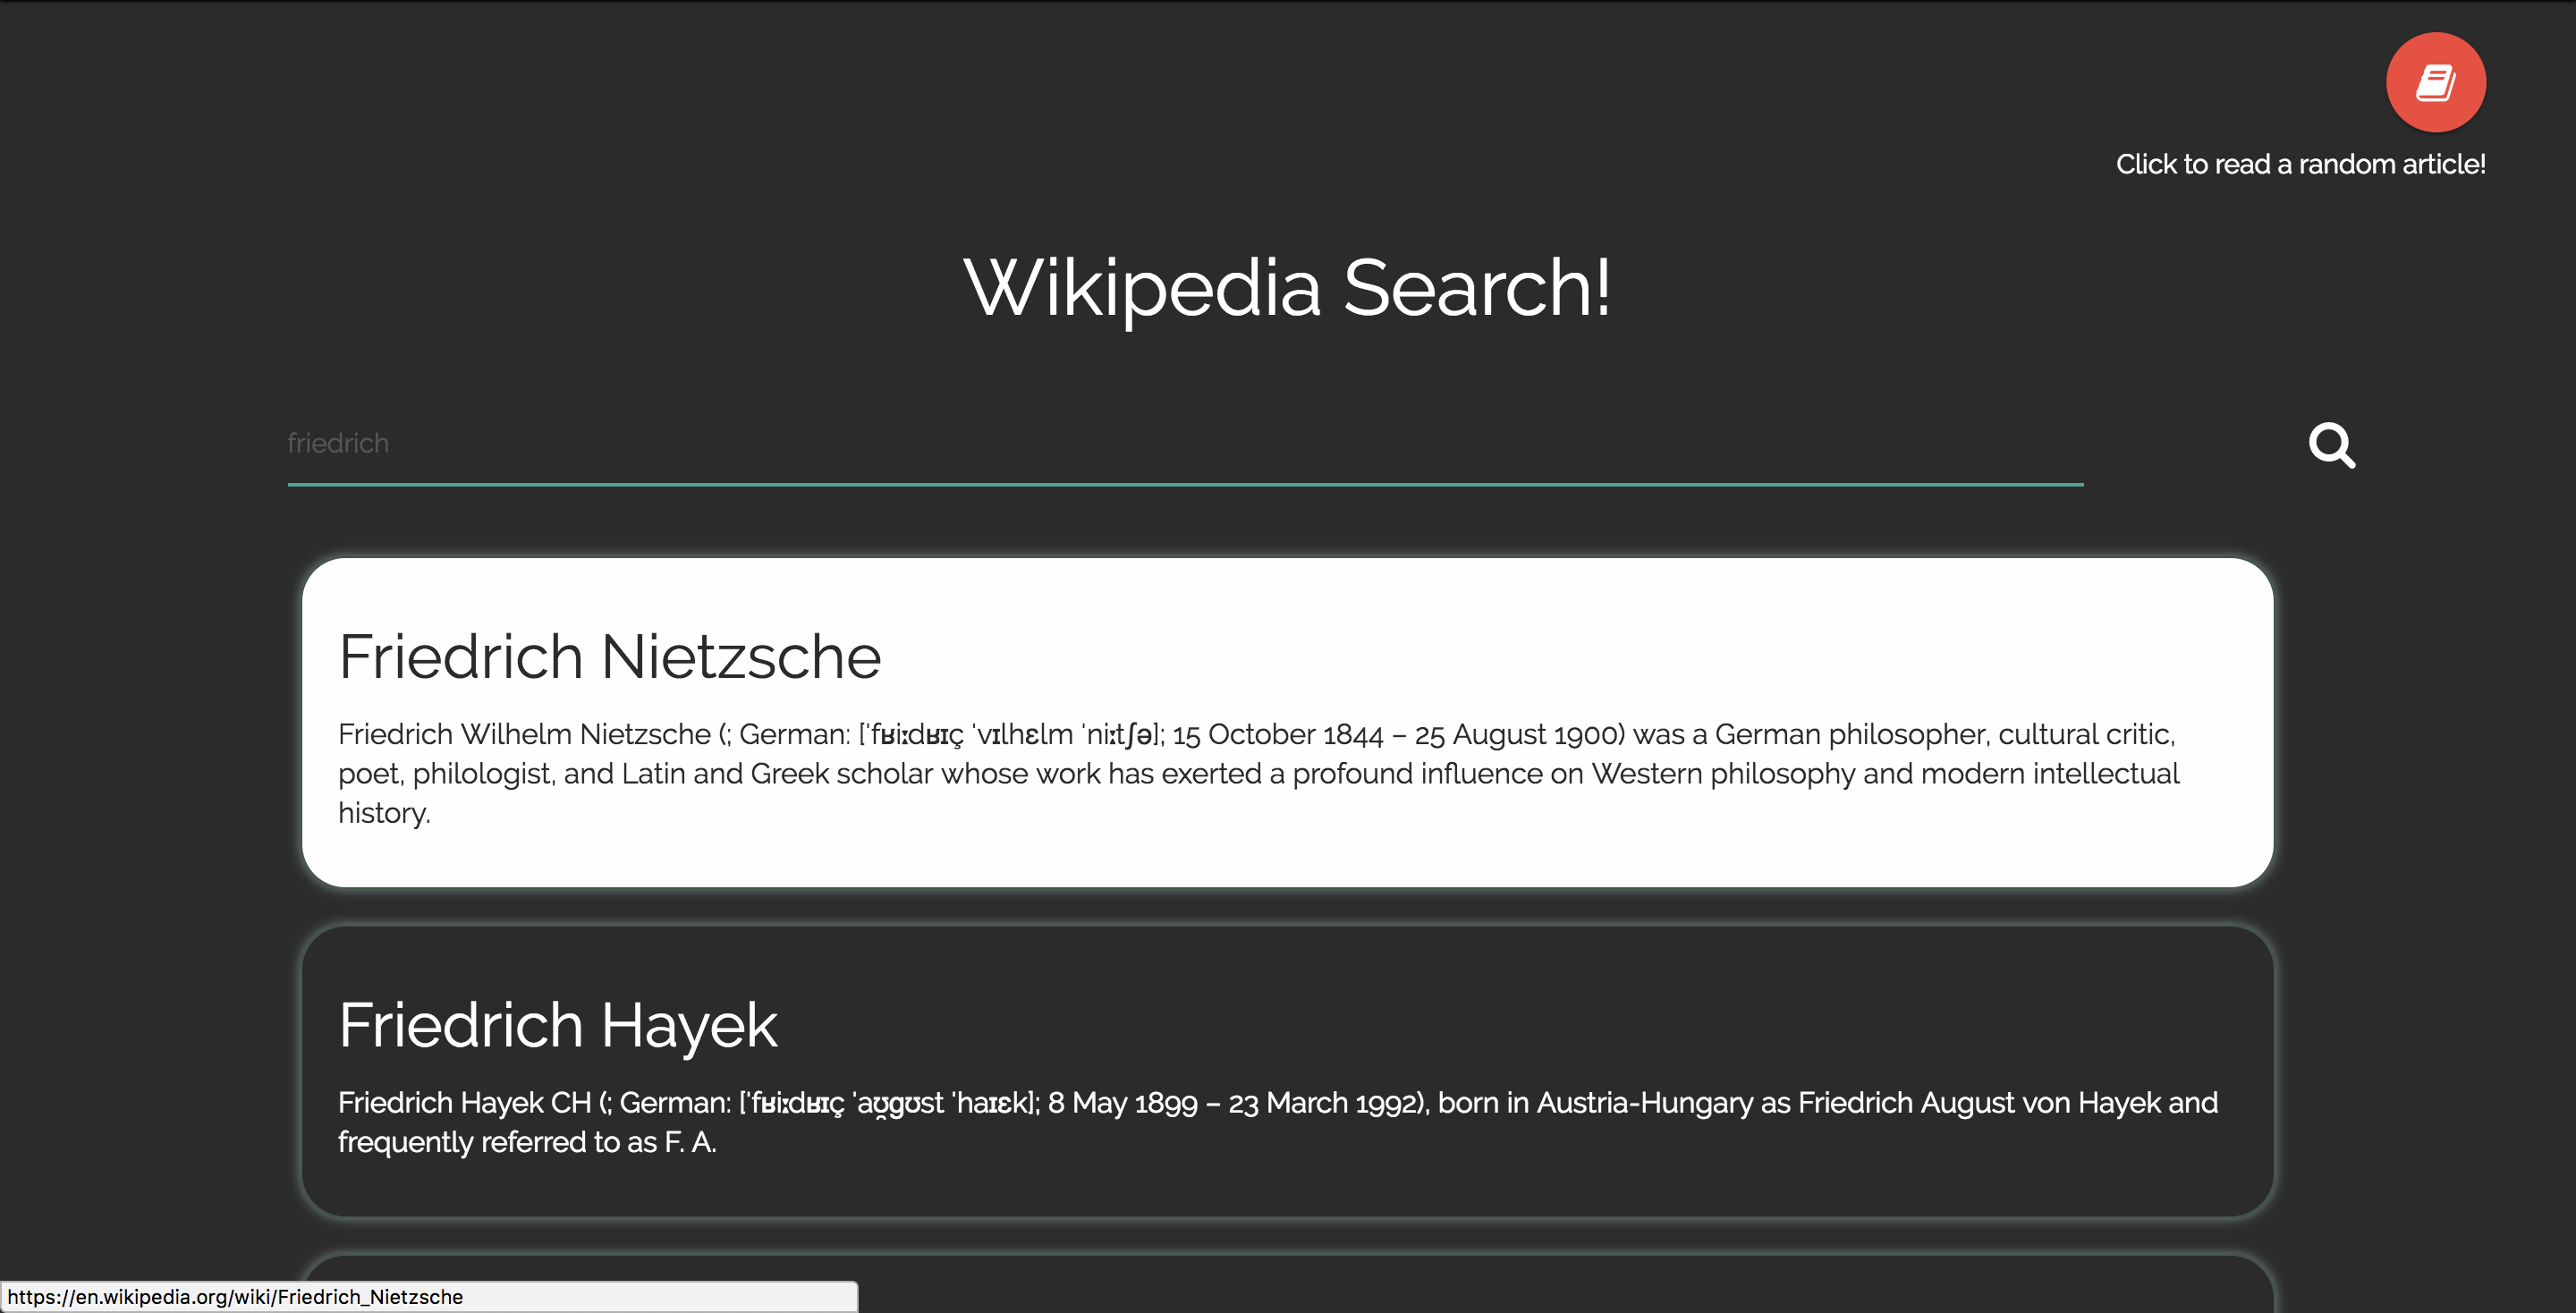 Click to read a random article!
Wikipedia Search!
friedrich
Friedrich Nietzsche
Friedrich Wilhelm Nietzsche (; German: [ˈfʁiːdʁɪç ˈvɪlhɛlm ˈniːtʃə]; 15 October 1844 – 25 August 1900) was a German philosopher, cultural critic,
poet, philologist, and Latin and Greek scholar whose work has exerted a profound influence on Western philosophy and modern intellectual
history.
Friedrich Hayek
Friedrich Hayek CH (; German: [ˈfʁiːdʁɪç ˈaʊ̯ɡʊst ˈhaɪɛk]; 8 May 1899 – 23 March 1992), born in Austria-Hungary as Friedrich August von Hayek and
frequently referred to as F. A.
https://en.wikipedia.org/wiki/Friedrich_Nietzsche